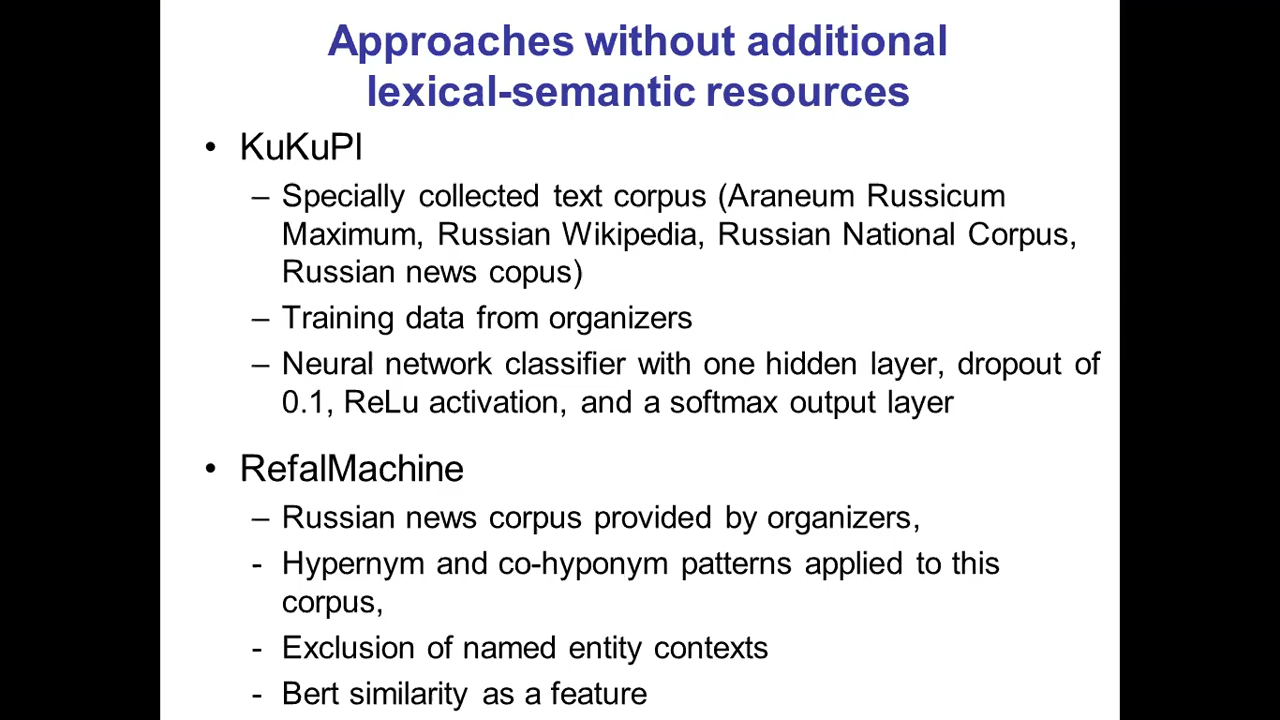 Approaches without additional
lexical-semantic resources
• KuKuPl
– Specially collected text corpus (Araneum Russicum
Maximum, Russian Wikipedia, Russian National Corpus,
Russian news copus)
– Training data from organizers
– Neural network classifier with one hidden layer, dropout of
0.1, ReLu activation, and a softmax output layer
• RefalMachine
– Russian news corpus provided by organizers,
- Hypernym and co-hyponym patterns applied to this
corpus,
- Exclusion of named entity contexts
- Bert similarity as a feature